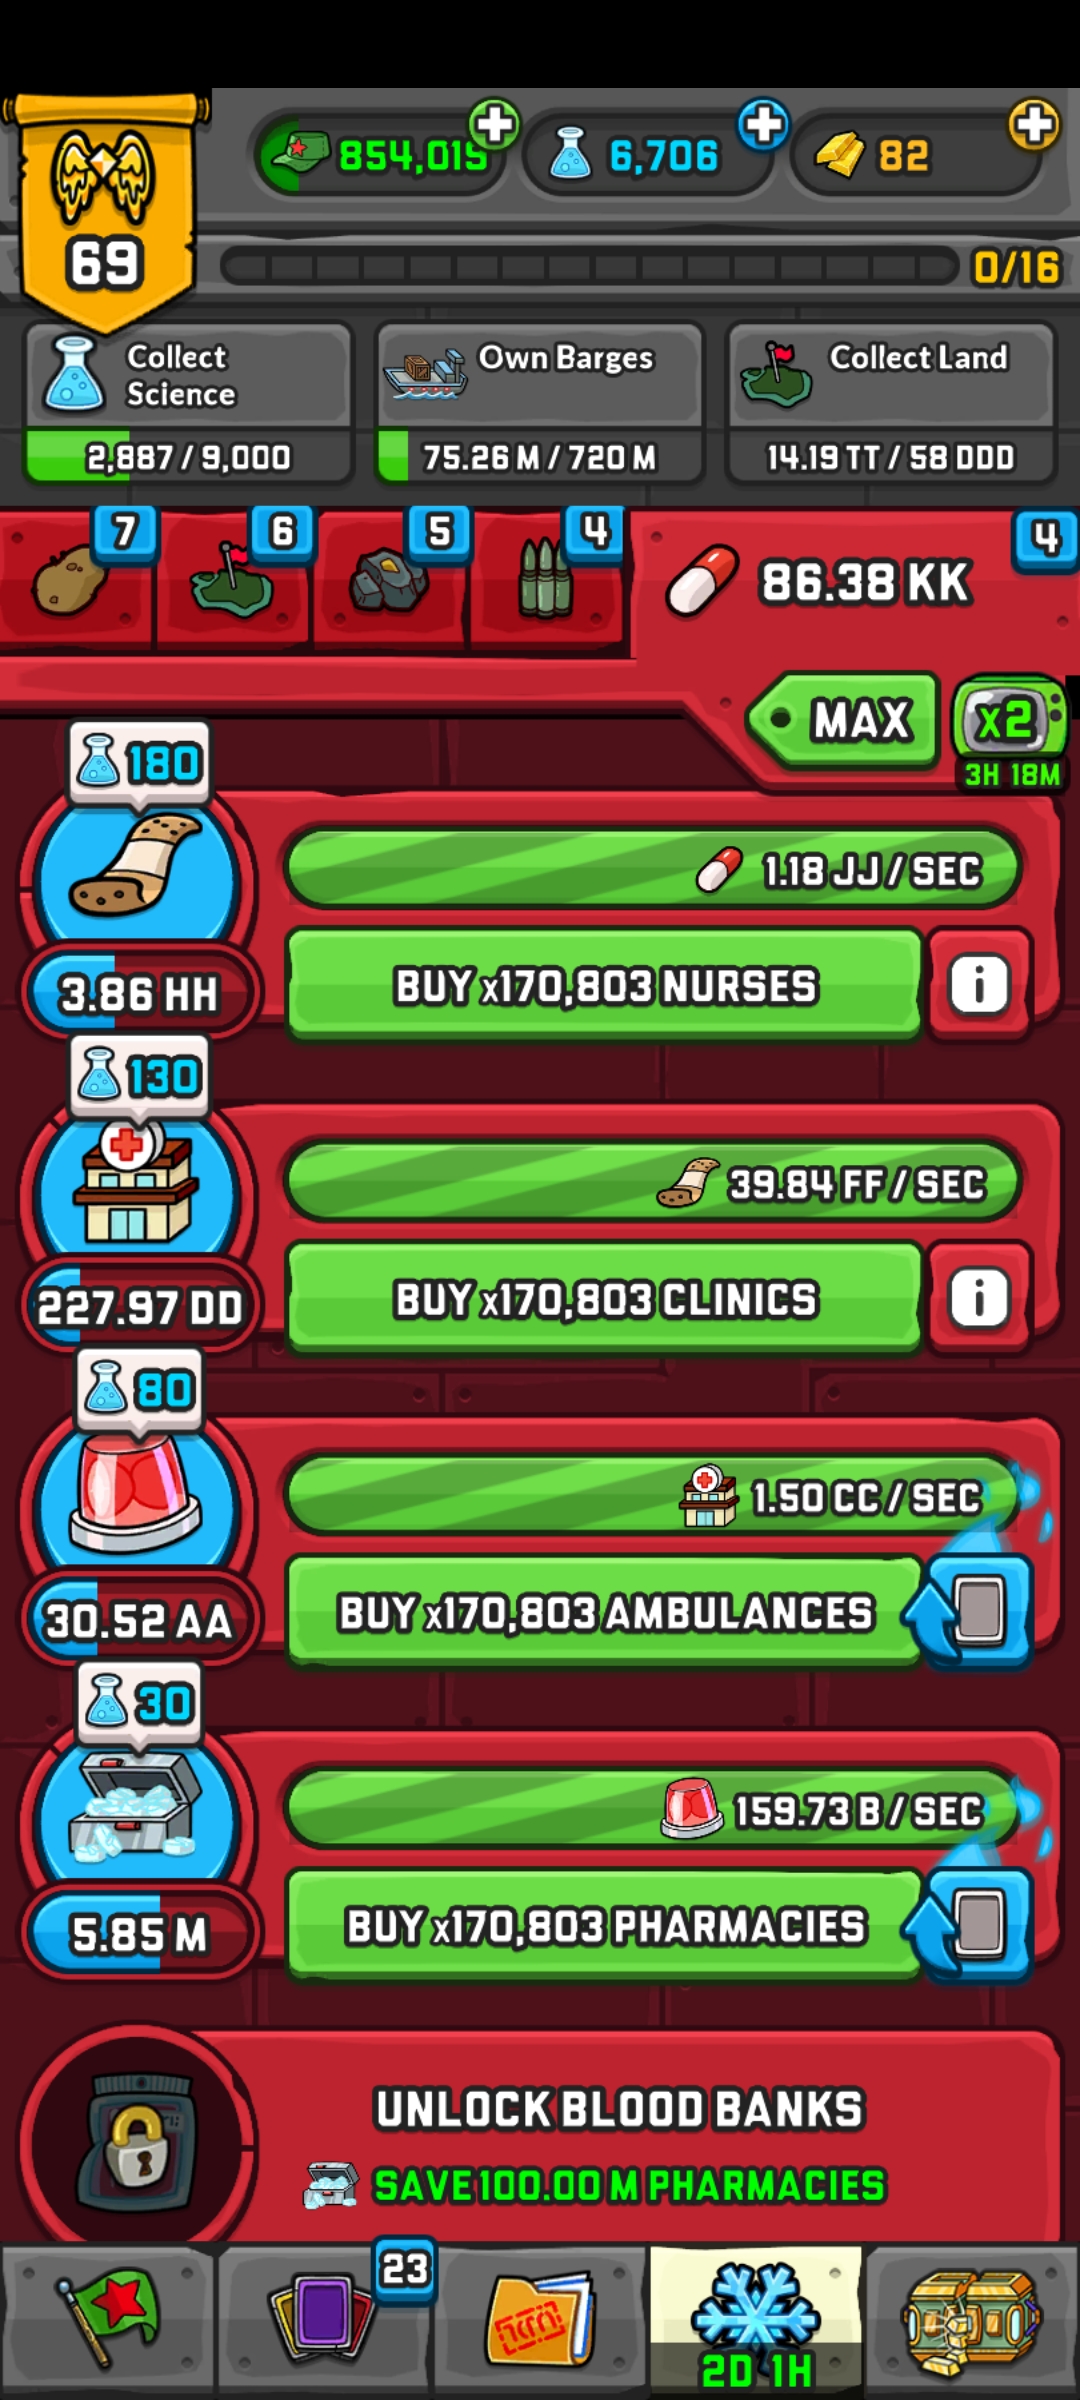 854,015
6,706
82
69
0/16
Collect
Science
2,887 / 9,000
Own Barges
75.26 M / 720 M
Collect Land
14.19 TT / 58 DDD
7
6
5
4
86.38 KK
4
MAX
x2
3H 18M
180
1.18 JJ / SEC
3.86 HH
BUY x170,803 NURSES
i
130
39.84 FF / SEC
227.97 DD
BUY x170,803 CLINICS
i
80
1.50 CC / SEC
30.52 AA
BUY x170,803 AMBULANCES
30
159.73 B / SEC
5.85 M
BUY x170,803 PHARMACIES
UNLOCK BLOOD BANKS
SAVE 100.00 M PHARMACIES
23
2D 1H